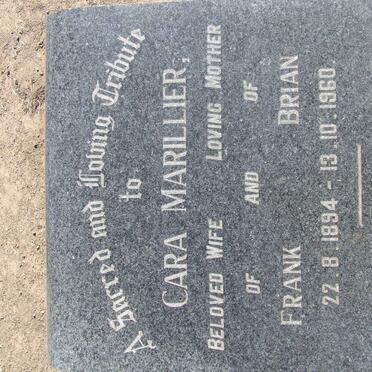 A Sacred and Loving Tribute
to
CARA MARILLIER,
BELOVED WIFE LOVING MOTHER
OF AND OF
FRANK BRIAN
22.8.1894 - 13.10.1960.